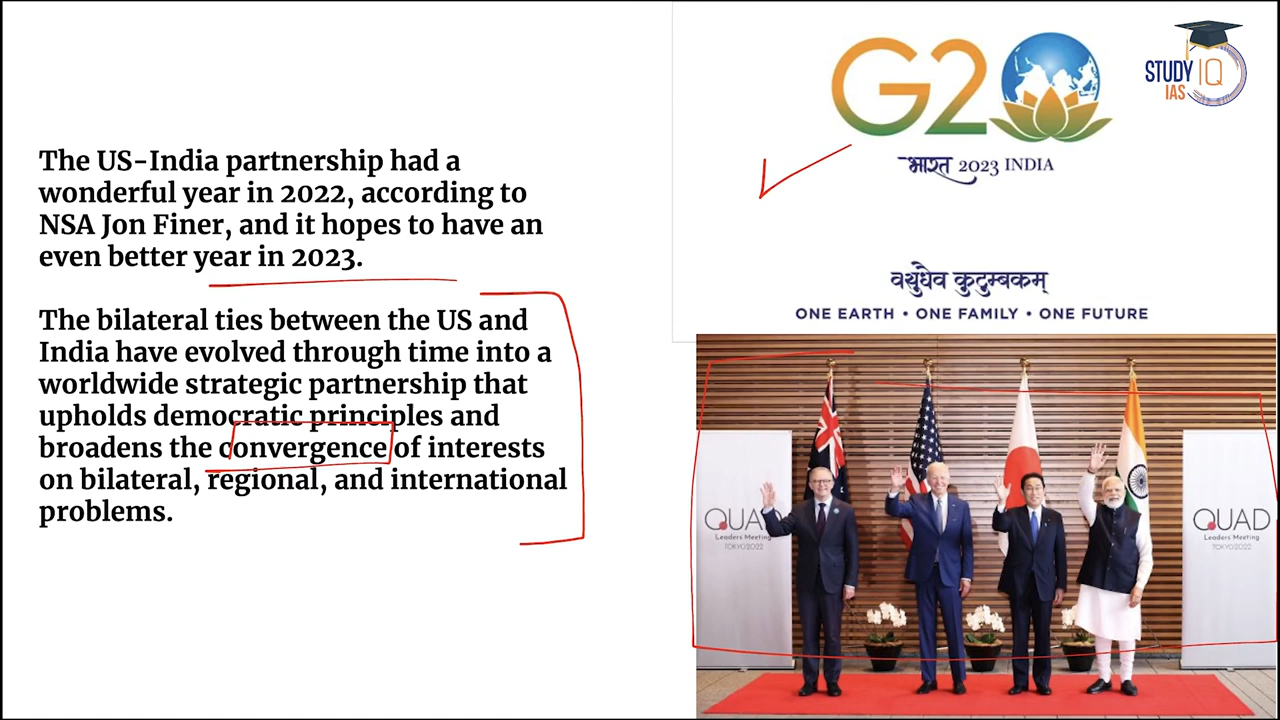 The US-India partnership had a
wonderful year in 2022, according to
NSA Jon Finer, and it hopes to have an
even better year in 2023.
The bilateral ties between the US and
India have evolved through time into a
worldwide strategic partnership that
upholds democratic principles and
broadens the convergence of interests
on bilateral, regional, and international
problems.
G20
भारत 2023 INDIA
वसुधैव कुटुम्बकम्
ONE EARTH • ONE FAMILY • ONE FUTURE
STUDY IQ
IAS
QUAD
Leaders Meeting
TOKYO2022
QUAD
Leaders Meeting
TOKYO2022